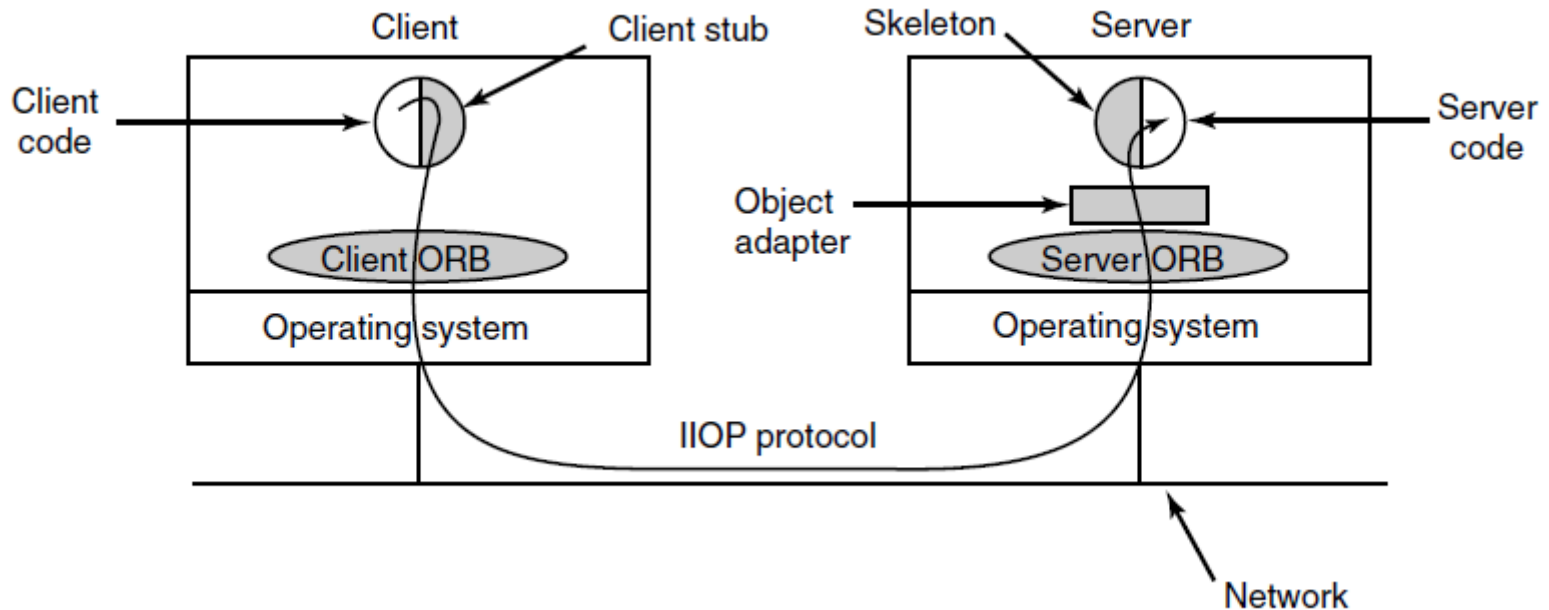 Client
Client stub
Skeleton
Server
Client
code
Server
code
Object
adapter
Client ORB
Server ORB
Operating system
Operating system
IIOP protocol
Network